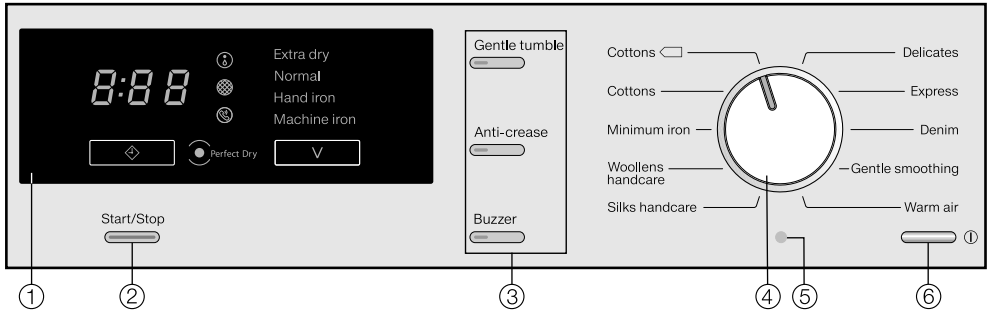 8:88
Extra dry
Normal
Hand iron
Machine iron
Perfect Dry
Start/Stop
Gentle tumble
Anti-crease
Buzzer
Cottons
Cottons
Minimum iron
Woollens
handcare
Silks handcare
Delicates
Express
Denim
Gentle smoothing
Warm air
1
2
3
4
5
6